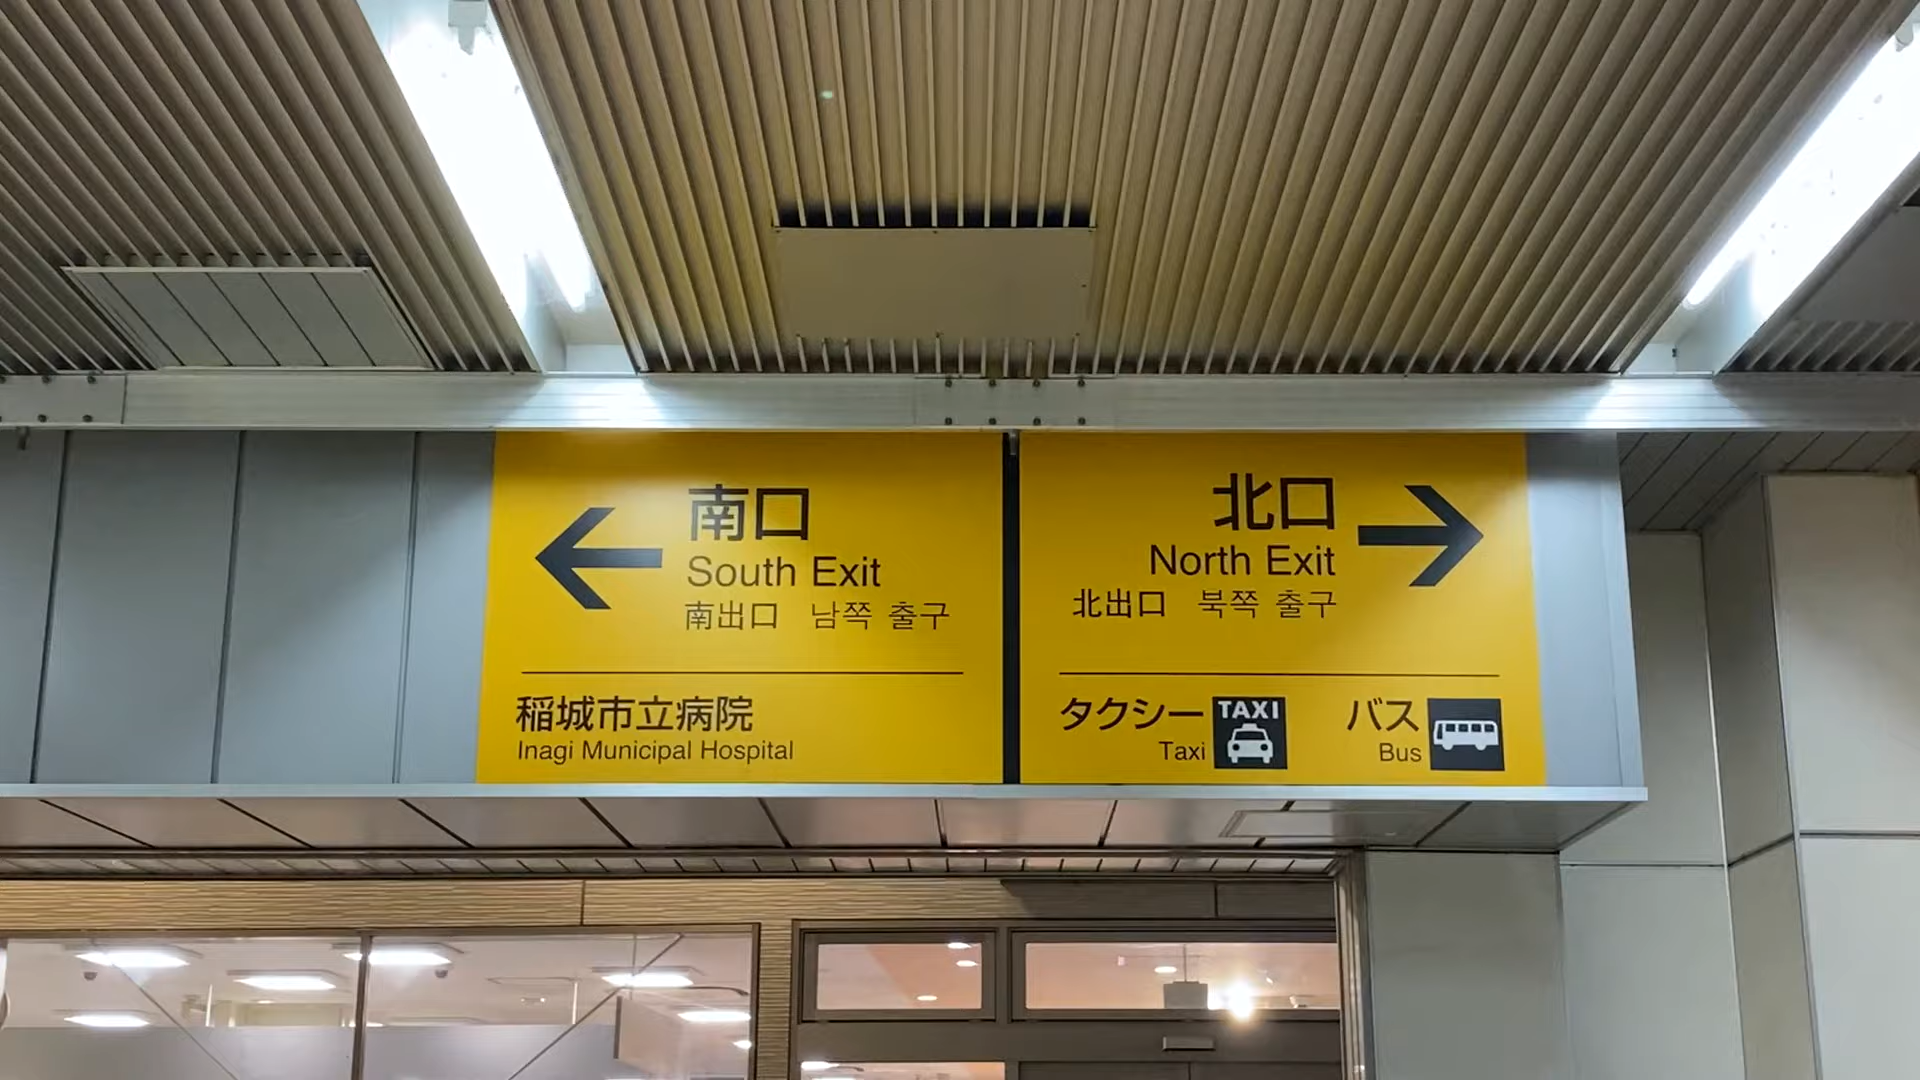 南口
South Exit
南出口 남쪽 출구
稲城市立病院
Inagi Municipal Hospital
北口
North Exit
北出口 북쪽 출구
タクシー TAXI バス
Taxi Bus